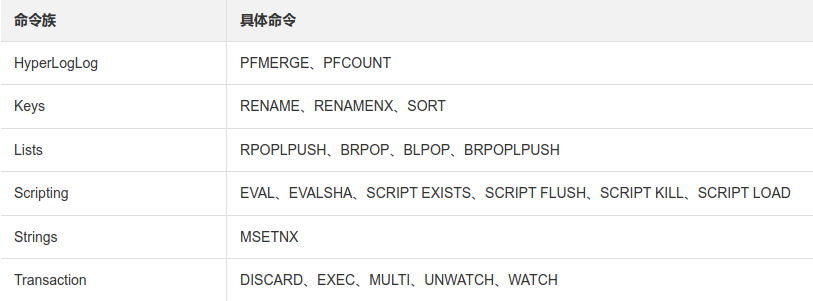 命令族 具体命令
HyperLogLog PFMERGE、PFCOUNT
Keys RENAME、RENAMENX、SORT
Lists RPOPLPUSH、BRPOP、BLPOP、BRPOPLPUSH
Scripting EVAL、EVALSHA、SCRIPT EXISTS、SCRIPT FLUSH、SCRIPT KILL、SCRIPT LOAD
Strings MSETNX
Transaction DISCARD、EXEC、MULTI、UNWATCH、WATCH